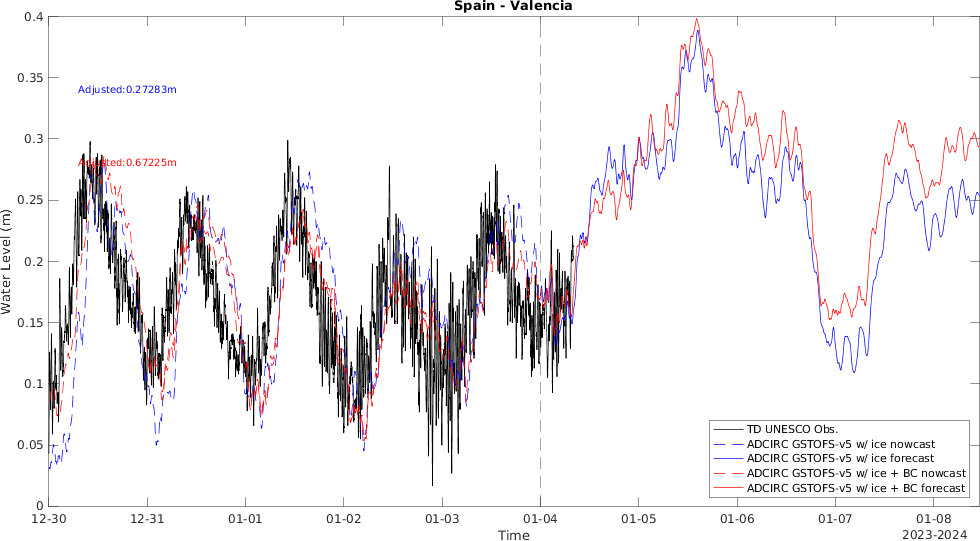 Spain - Valencia
0.4
0.35
0.3
0.25
0.2
0.15
0.1
0.05
0
Water Level (m)
Adjusted:0.27283m
Adjusted:0.67225m
TD UNESCO Obs.
ADCIRC GSTOFS-v5 w/ ice nowcast
ADCIRC GSTOFS-v5 w/ ice forecast
ADCIRC GSTOFS-v5 w/ ice + BC nowcast
ADCIRC GSTOFS-v5 w/ ice + BC forecast
12-30 12-31 01-01 01-02 01-03 01-04 01-05 01-06 01-07 01-08
Time
2023-2024